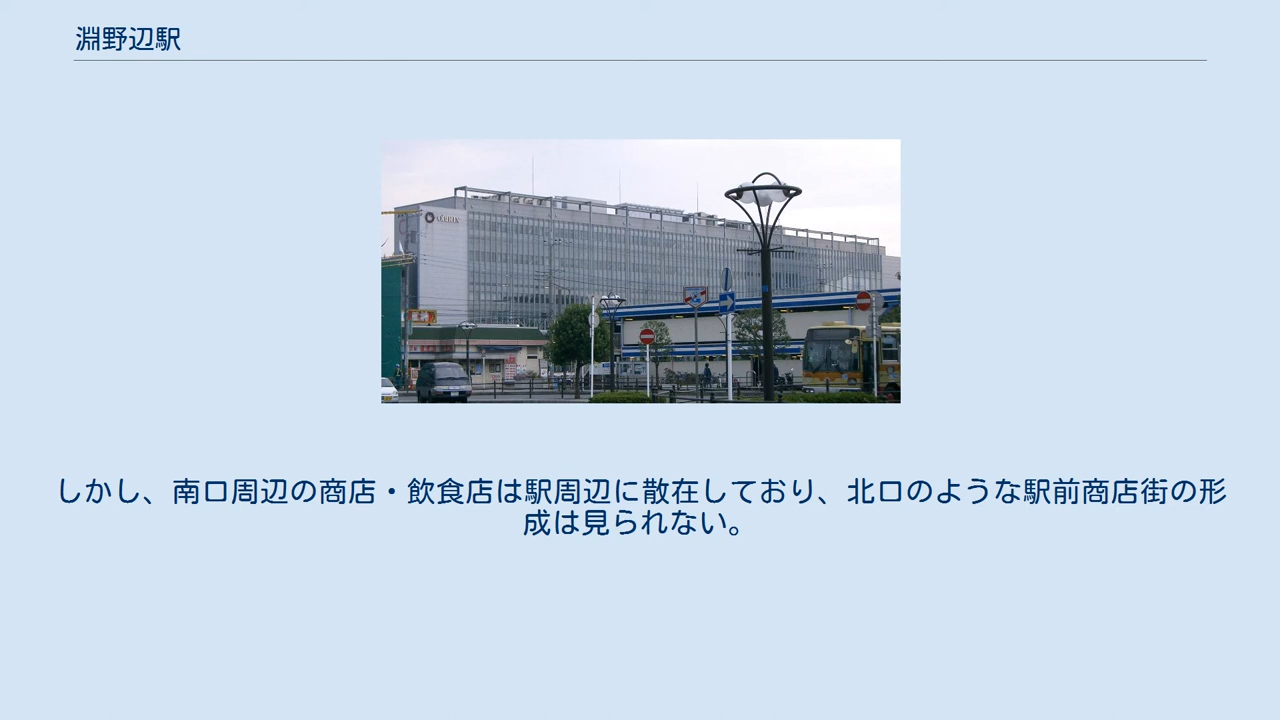 淵野辺駅
しかし、南口周辺の商店・飲食店は駅周辺に散在しており、北口のような駅前商店街の形
成は見られない。